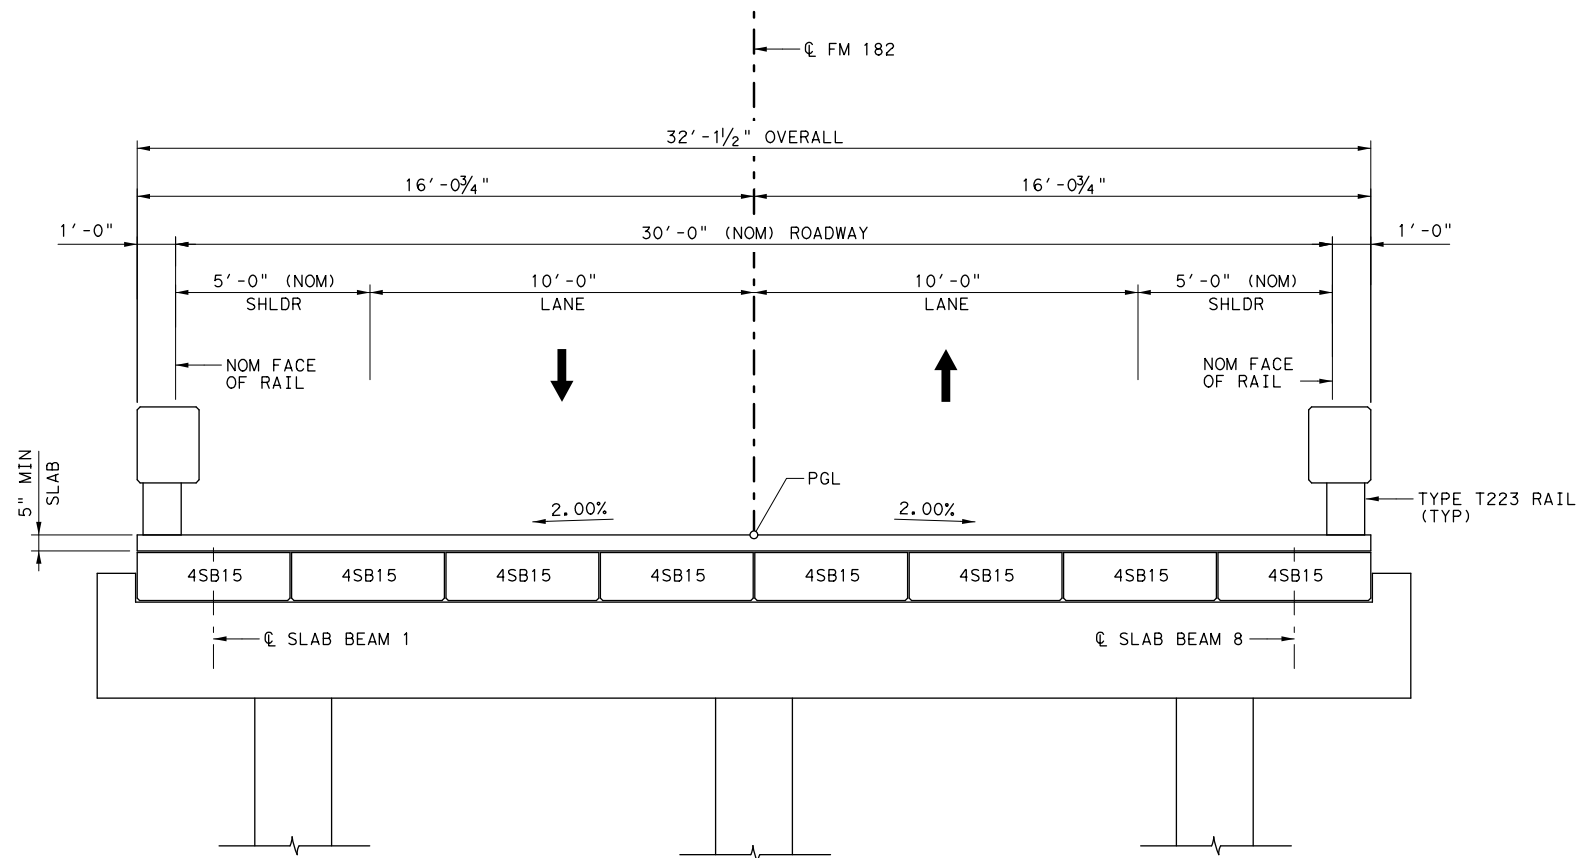 ℄ FM 182
32'-1½" OVERALL
16'-0¾"
16'-0¾"
1'-0"
30'-0" (NOM) ROADWAY
1'-0"
5'-0" (NOM)
SHLDR
10'-0"
LANE
10'-0"
LANE
5'-0" (NOM)
SHLDR
NOM FACE
OF RAIL
NOM FACE
OF RAIL
5" MIN
SLAB
PGL
2.00%
2.00%
TYPE T223 RAIL
(TYP)
4SB15
4SB15
4SB15
4SB15
4SB15
4SB15
4SB15
4SB15
℄ SLAB BEAM 1
℄ SLAB BEAM 8